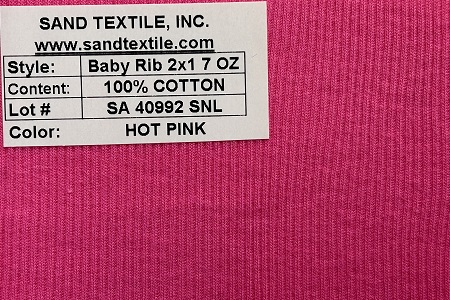 SAND TEXTILE, INC.
www.sandtextile.com
Style: Baby Rib 2x1 7 OZ
Content: 100% COTTON
Lot # SA 40992 SNL
Color: HOT PINK